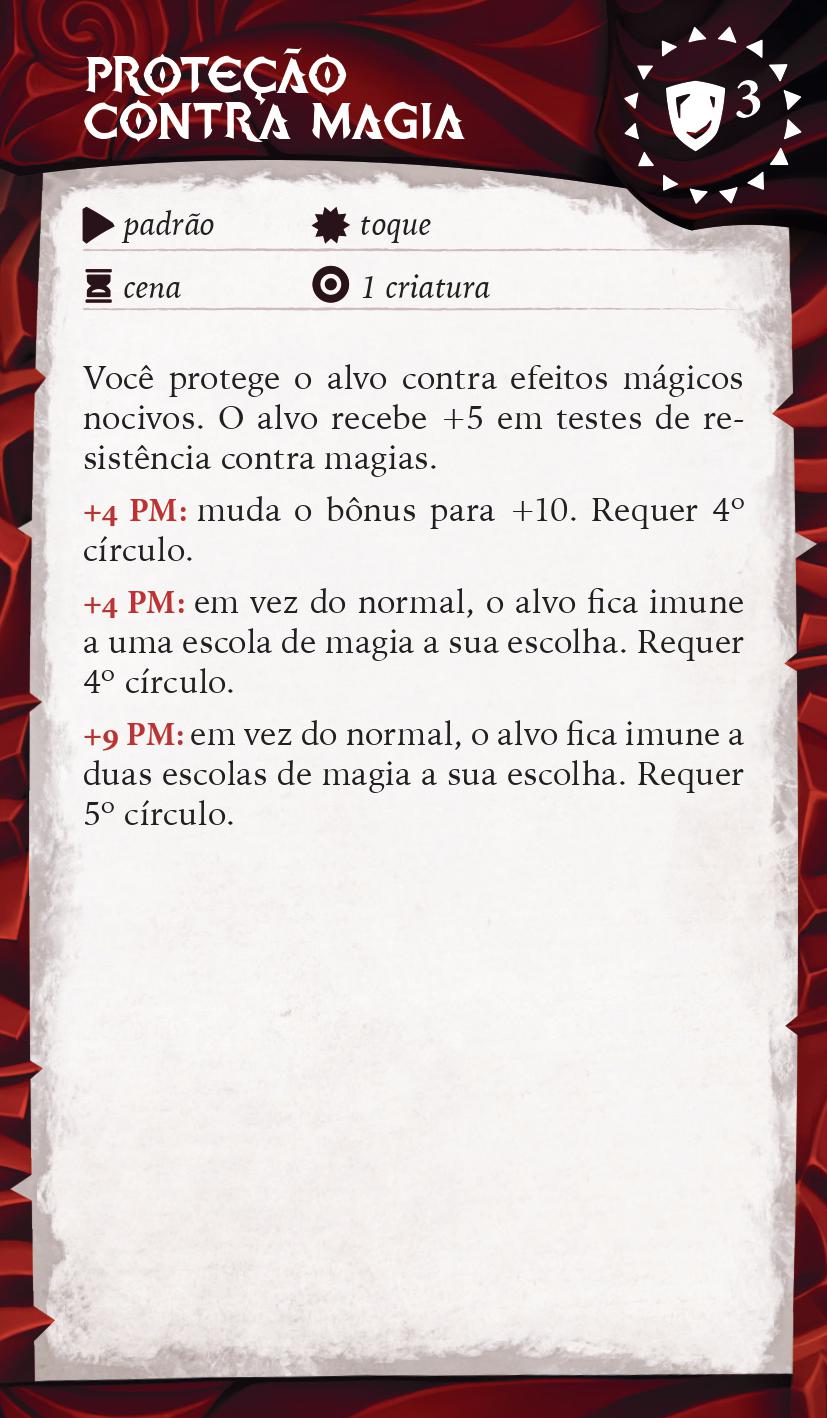 PROTEÇÃO
CONTRA MAGIA
3
padrão toque
cena 1 criatura
Você protege o alvo contra efeitos mágicos
nocivos. O alvo recebe +5 em testes de re-
sistência contra magias.
+4 PM: muda o bônus para +10. Requer 4º
círculo.
+4 PM: em vez do normal, o alvo fica imune
a uma escola de magia a sua escolha. Requer
4º círculo.
+9 PM: em vez do normal, o alvo fica imune a
duas escolas de magia a sua escolha. Requer
5º círculo.